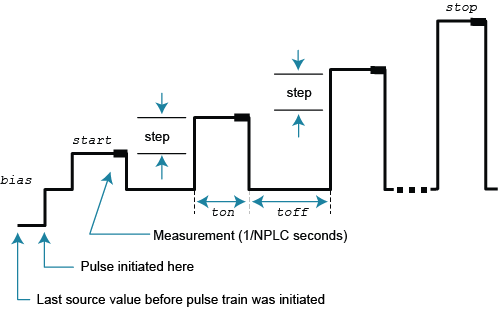 stop
step
start
step
bias
ton
toff
Measurement (1/NPLC seconds)
Pulse initiated here
Last source value before pulse train was initiated